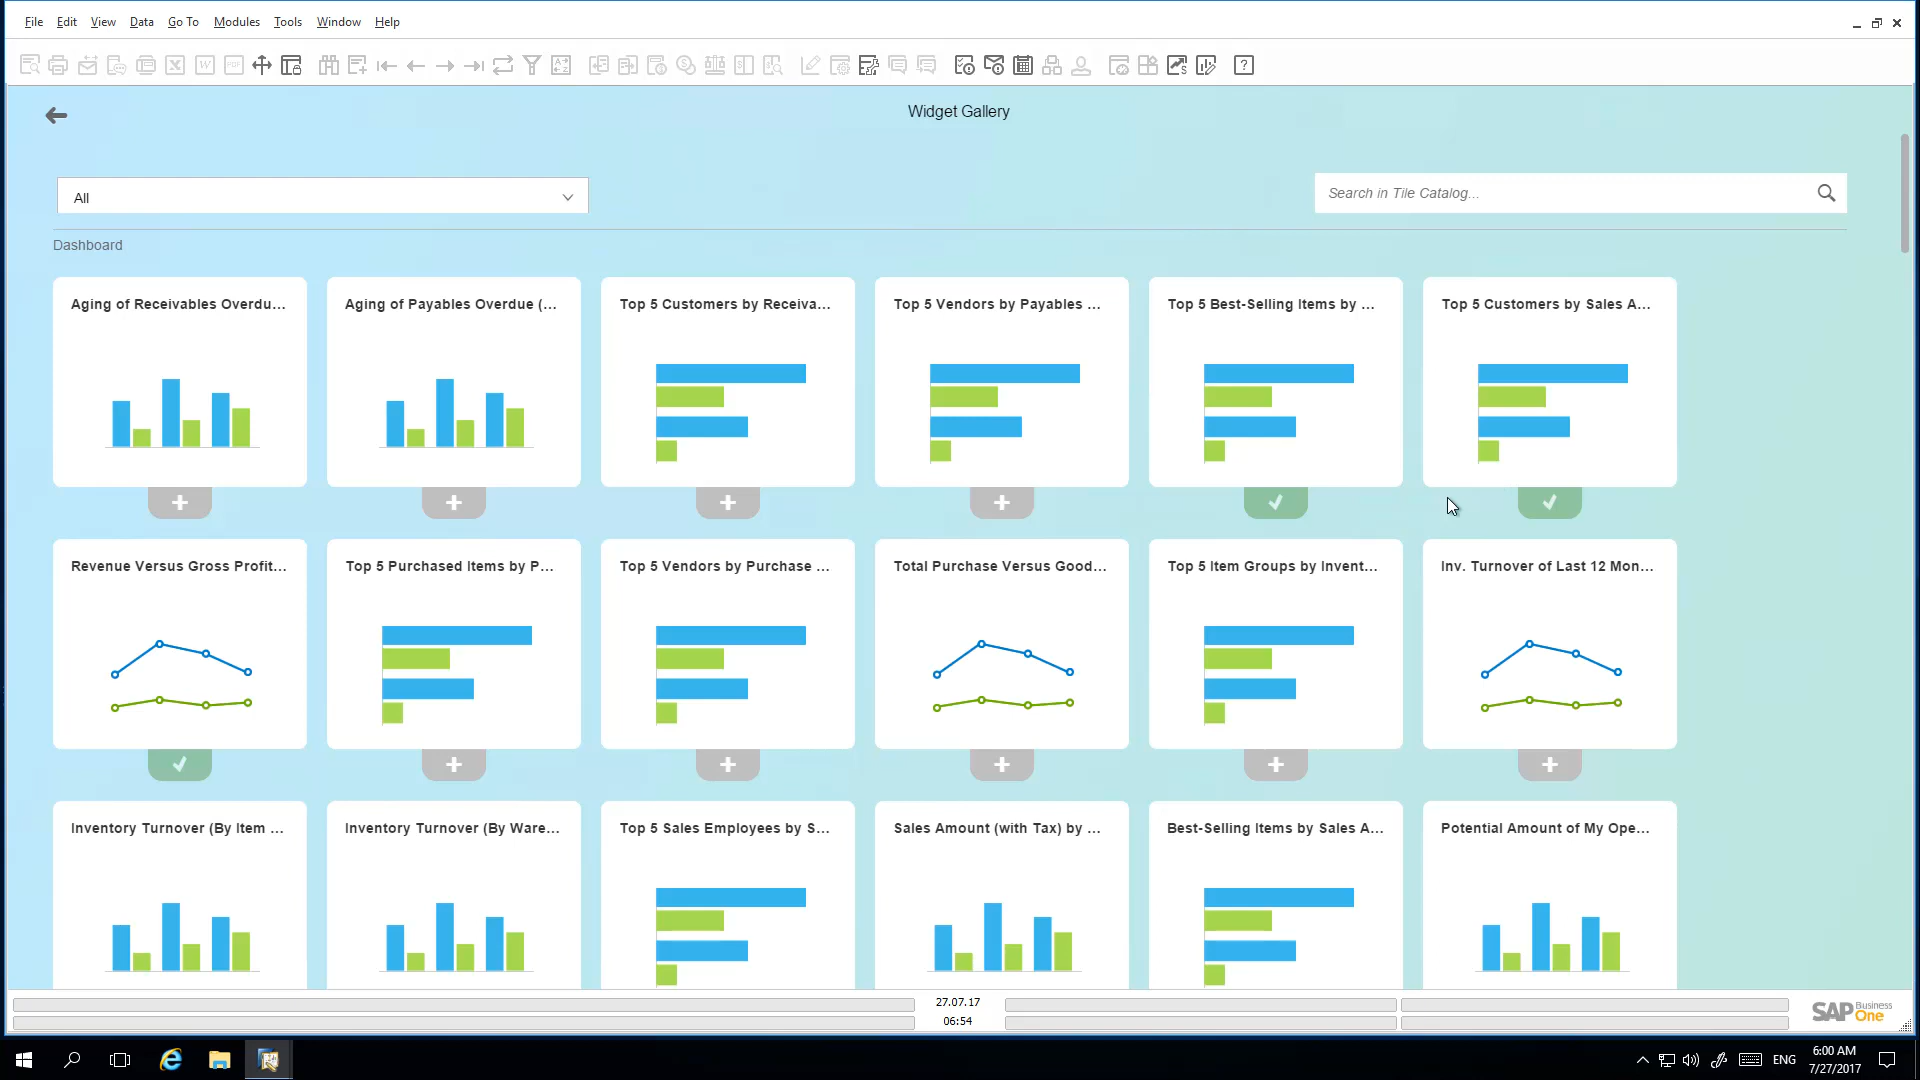 File Edit View Data Go To Modules Tools Window Help
Widget Gallery
All
Search in Tile Catalog...
Dashboard
Aging of Receivables Overdu... Aging of Payables Overdue (... Top 5 Customers by Receiva... Top 5 Vendors by Payables ... Top 5 Best-Selling Items by ... Top 5 Customers by Sales A...
Revenue Versus Gross Profit... Top 5 Purchased Items by P... Top 5 Vendors by Purchase ... Total Purchase Versus Good... Top 5 Item Groups by Invent... Inv. Turnover of Last 12 Mon...
Inventory Turnover (By Item ... Inventory Turnover (By Ware... Top 5 Sales Employees by S... Sales Amount (with Tax) by ... Best-Selling Items by Sales A... Potential Amount of My Ope...
27.07.17
06:54
SAP Business One
ENG
6:00 AM
7/27/2017